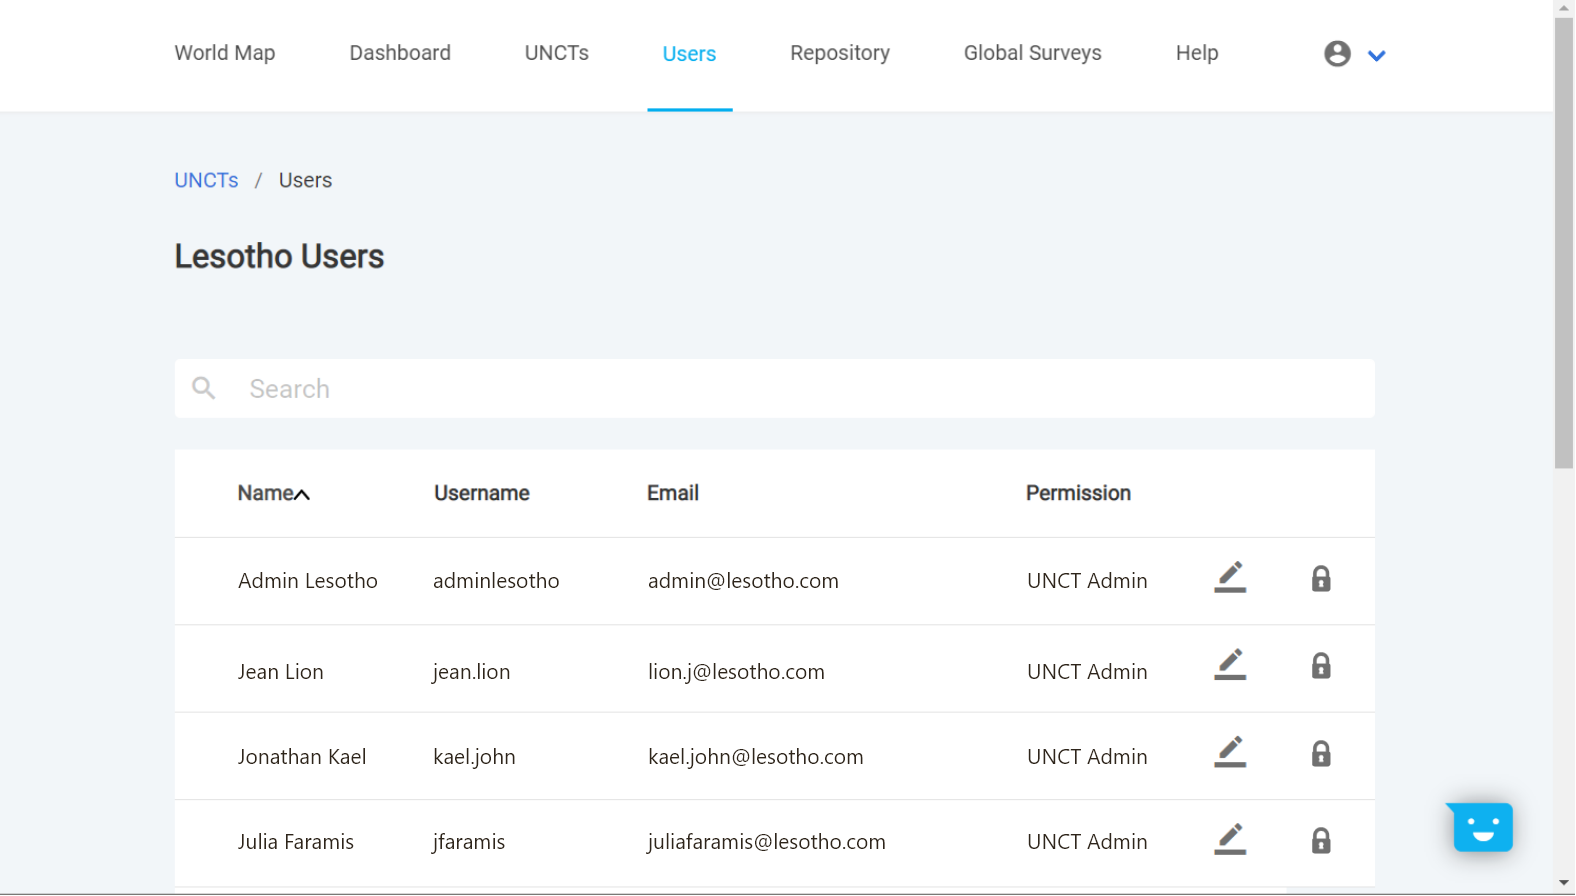 World Map Dashboard UNCTs Users Repository Global Surveys Help
UNCTs / Users
Lesotho Users
Search
Name Username Email Permission
Admin Lesotho adminlesotho admin@lesotho.com UNCT Admin
Jean Lion jean.lion lion.j@lesotho.com UNCT Admin
Jonathan Kael kael.john kael.john@lesotho.com UNCT Admin
Julia Faramis jfaramis juliafaramis@lesotho.com UNCT Admin